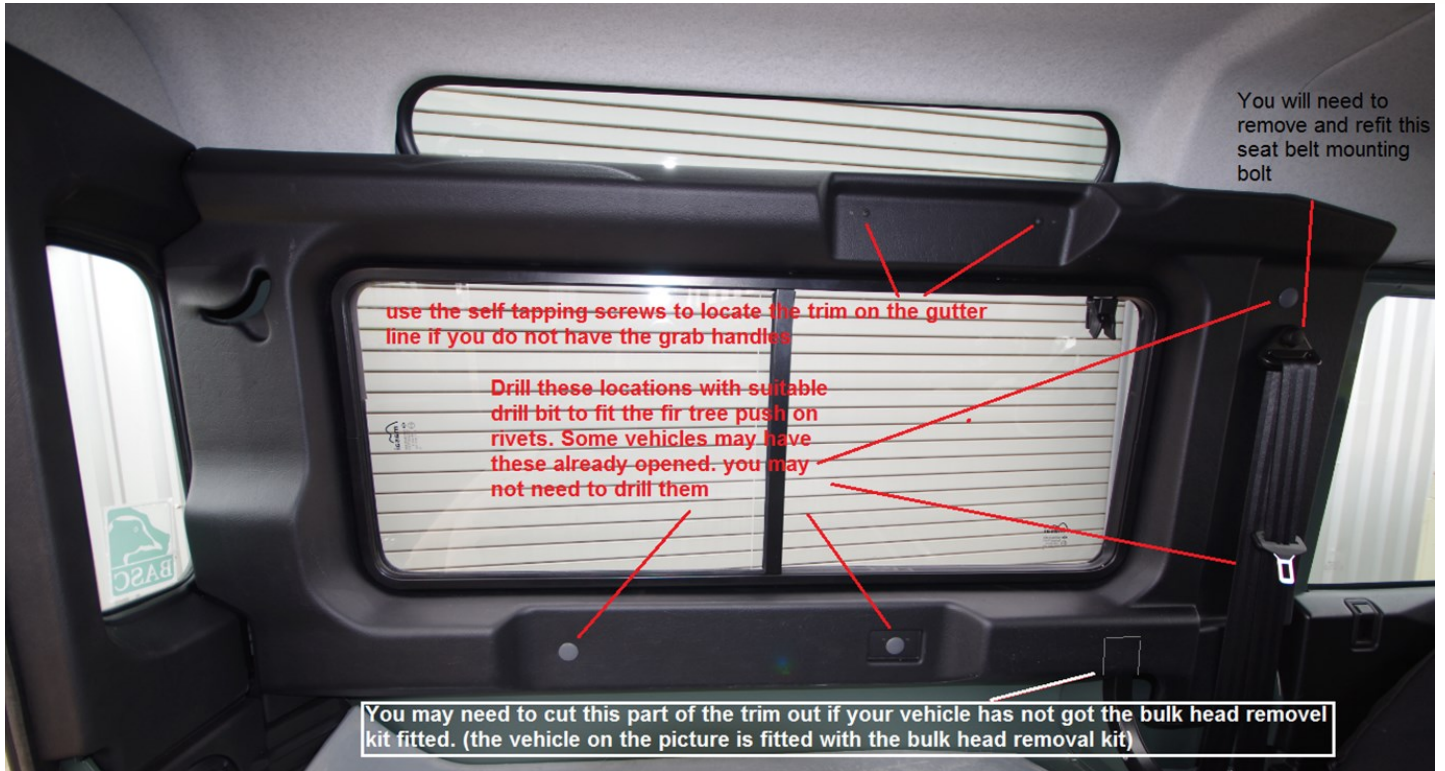 You will need to
remove and refit this
seat belt mounting
bolt
use the self tapping screws to locate the trim on the gutter
line if you do not have the grab handles
Drill these locations with suitable
drill bit to fit the fir tree push on
rivets. Some vehicles may have
these already opened. you may
not need to drill them
BASC
You may need to cut this part of the trim out if your vehicle has not got the bulk head removel
kit fitted. (the vehicle on the picture is fitted with the bulk head removal kit)